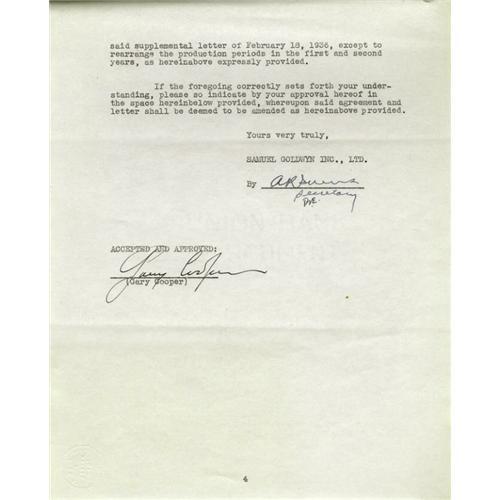 said supplemental letter of February 18, 1936, except to
rearrange the production periods in the first and second
years, as hereinabove expressly provided.
If the foregoing correctly sets forth your under-
standing, please so indicate by your approval hereof in
the space hereinbelow provided, whereupon said agreement and
letter shall be deemed to be amended as hereinabove provided.
Yours very truly,
SAMUEL GOLDWYN INC., LTD.
By
Secretary
ACCEPTED AND APPROVED:
Gary Cooper
(Gary Cooper)
4